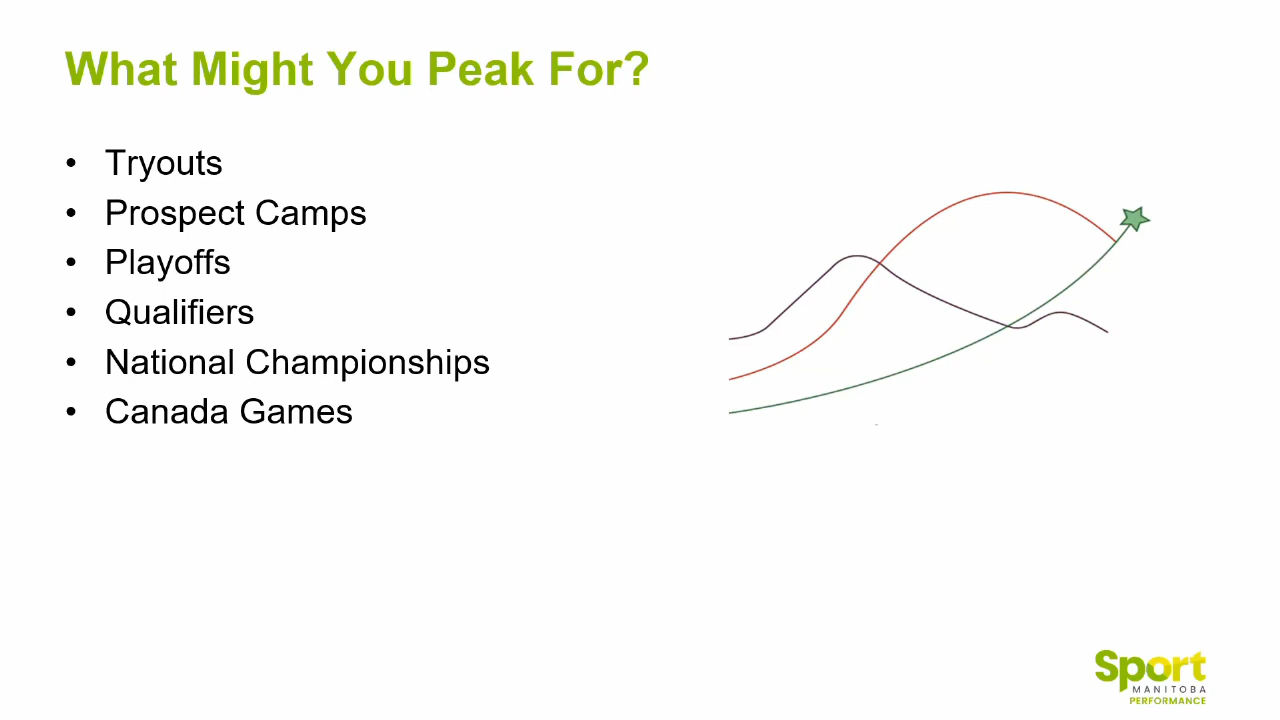 What Might You Peak For?
• Tryouts
• Prospect Camps
• Playoffs
• Qualifiers
• National Championships
• Canada Games
Sport
MANITOBA
PERFORMANCE